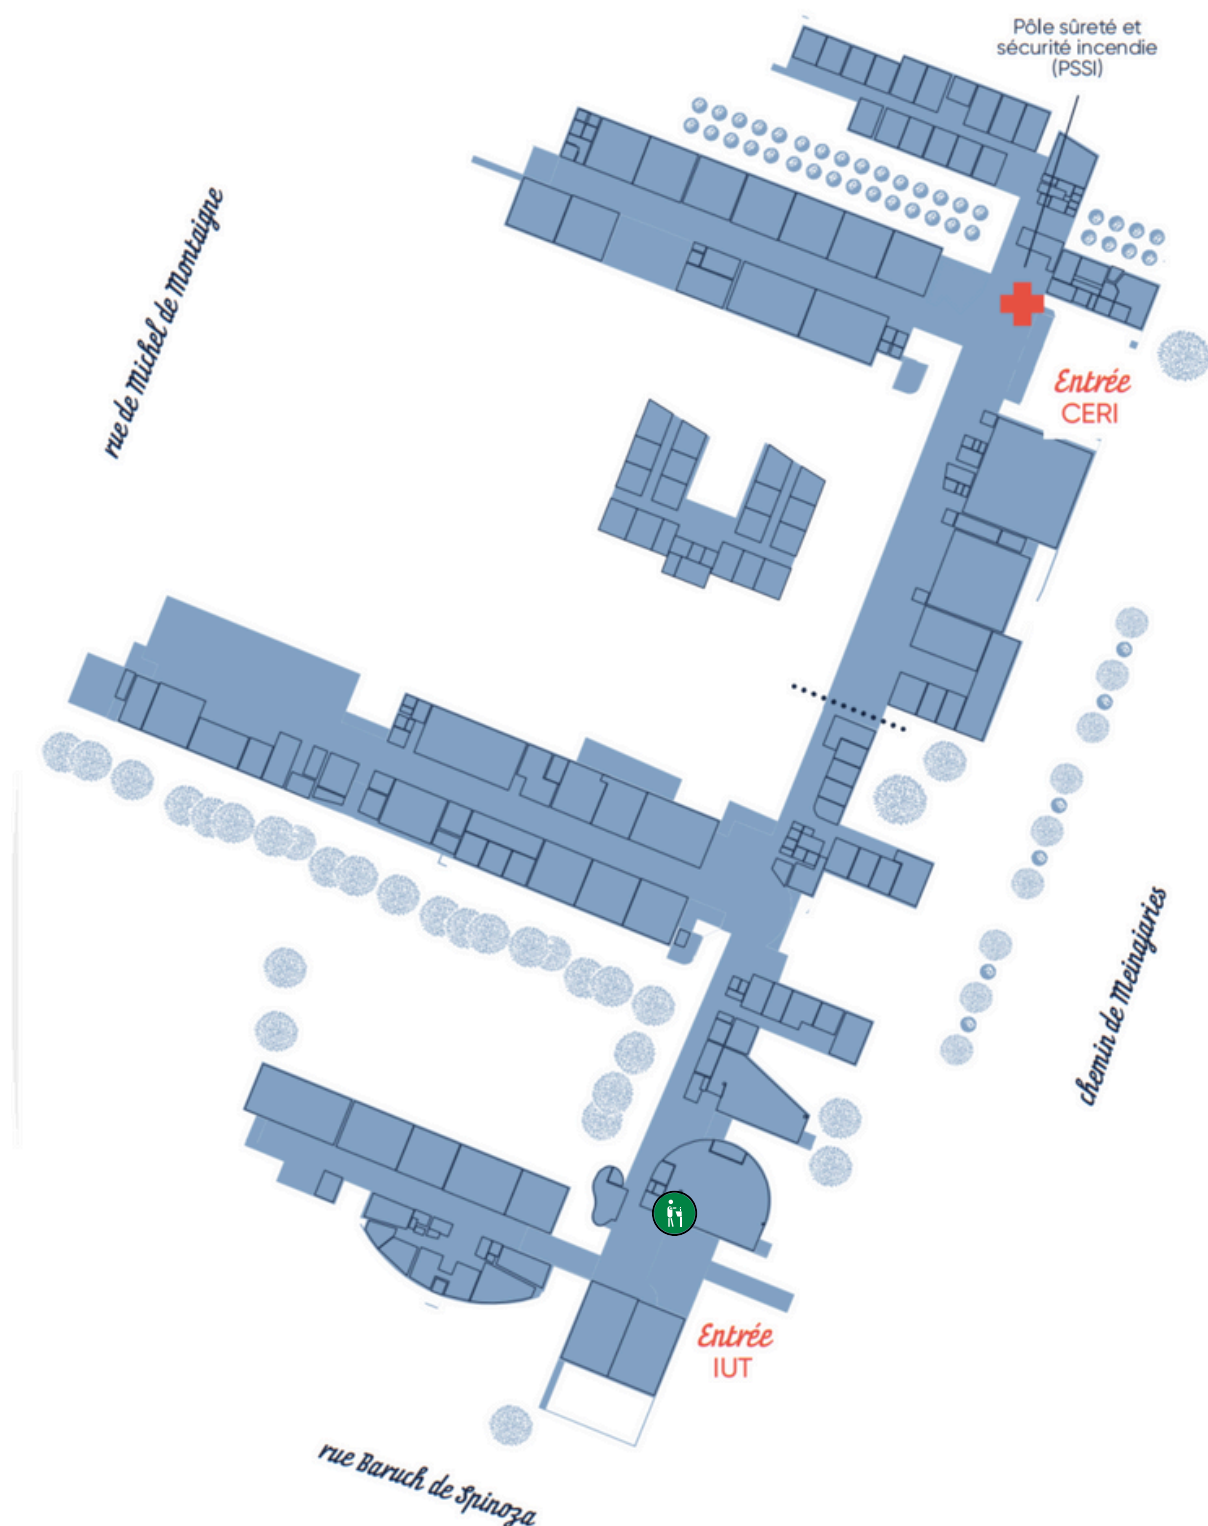 Pôle sûreté et
sécurité incendie
(PSSI)
rue de Michel de Montaigne
Entrée
CERI
chemin de Meinajaries
Entrée
IUT
rue Baruch de Spinoza